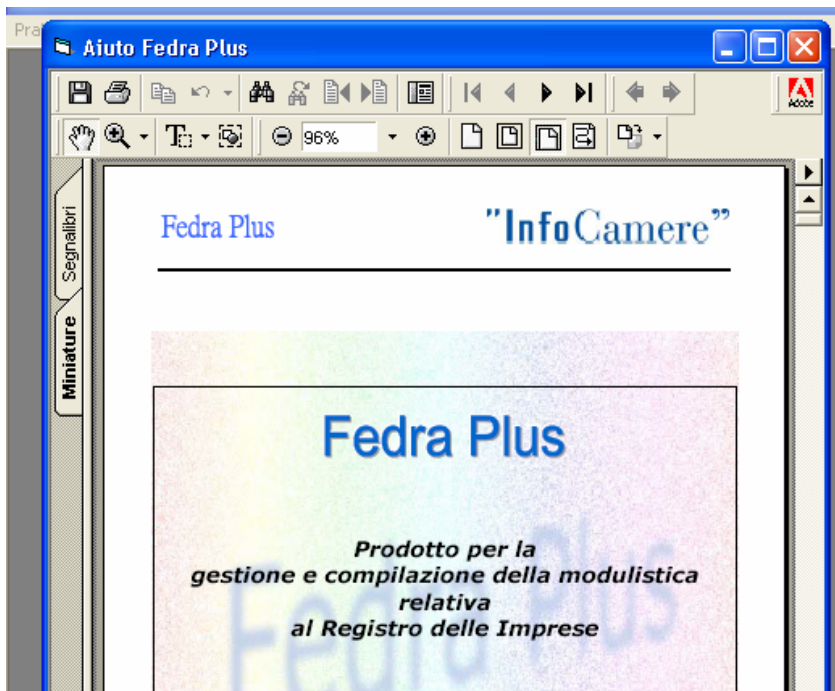 Pra
Aiuto Fedra Plus
Adobe
96%
Segnalibri
Miniature
Fedra Plus
"InfoCamere"
Fedra Plus
Prodotto per la
gestione e compilazione della modulistica
relativa
al Registro delle Imprese
Fedra Plus